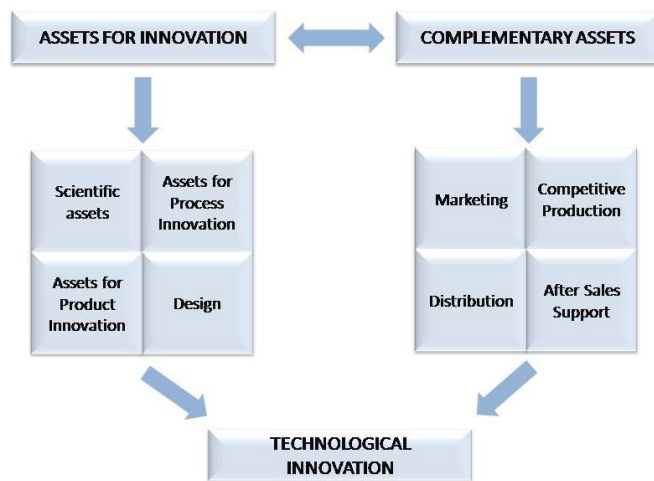 ASSETS FOR INNOVATION
COMPLEMENTARY ASSETS
Scientific
assets
Assets for
Process
Innovation
Assets for
Product
Innovation
Design
Marketing
Competitive
Production
Distribution
After Sales
Support
TECHNOLOGICAL
INNOVATION